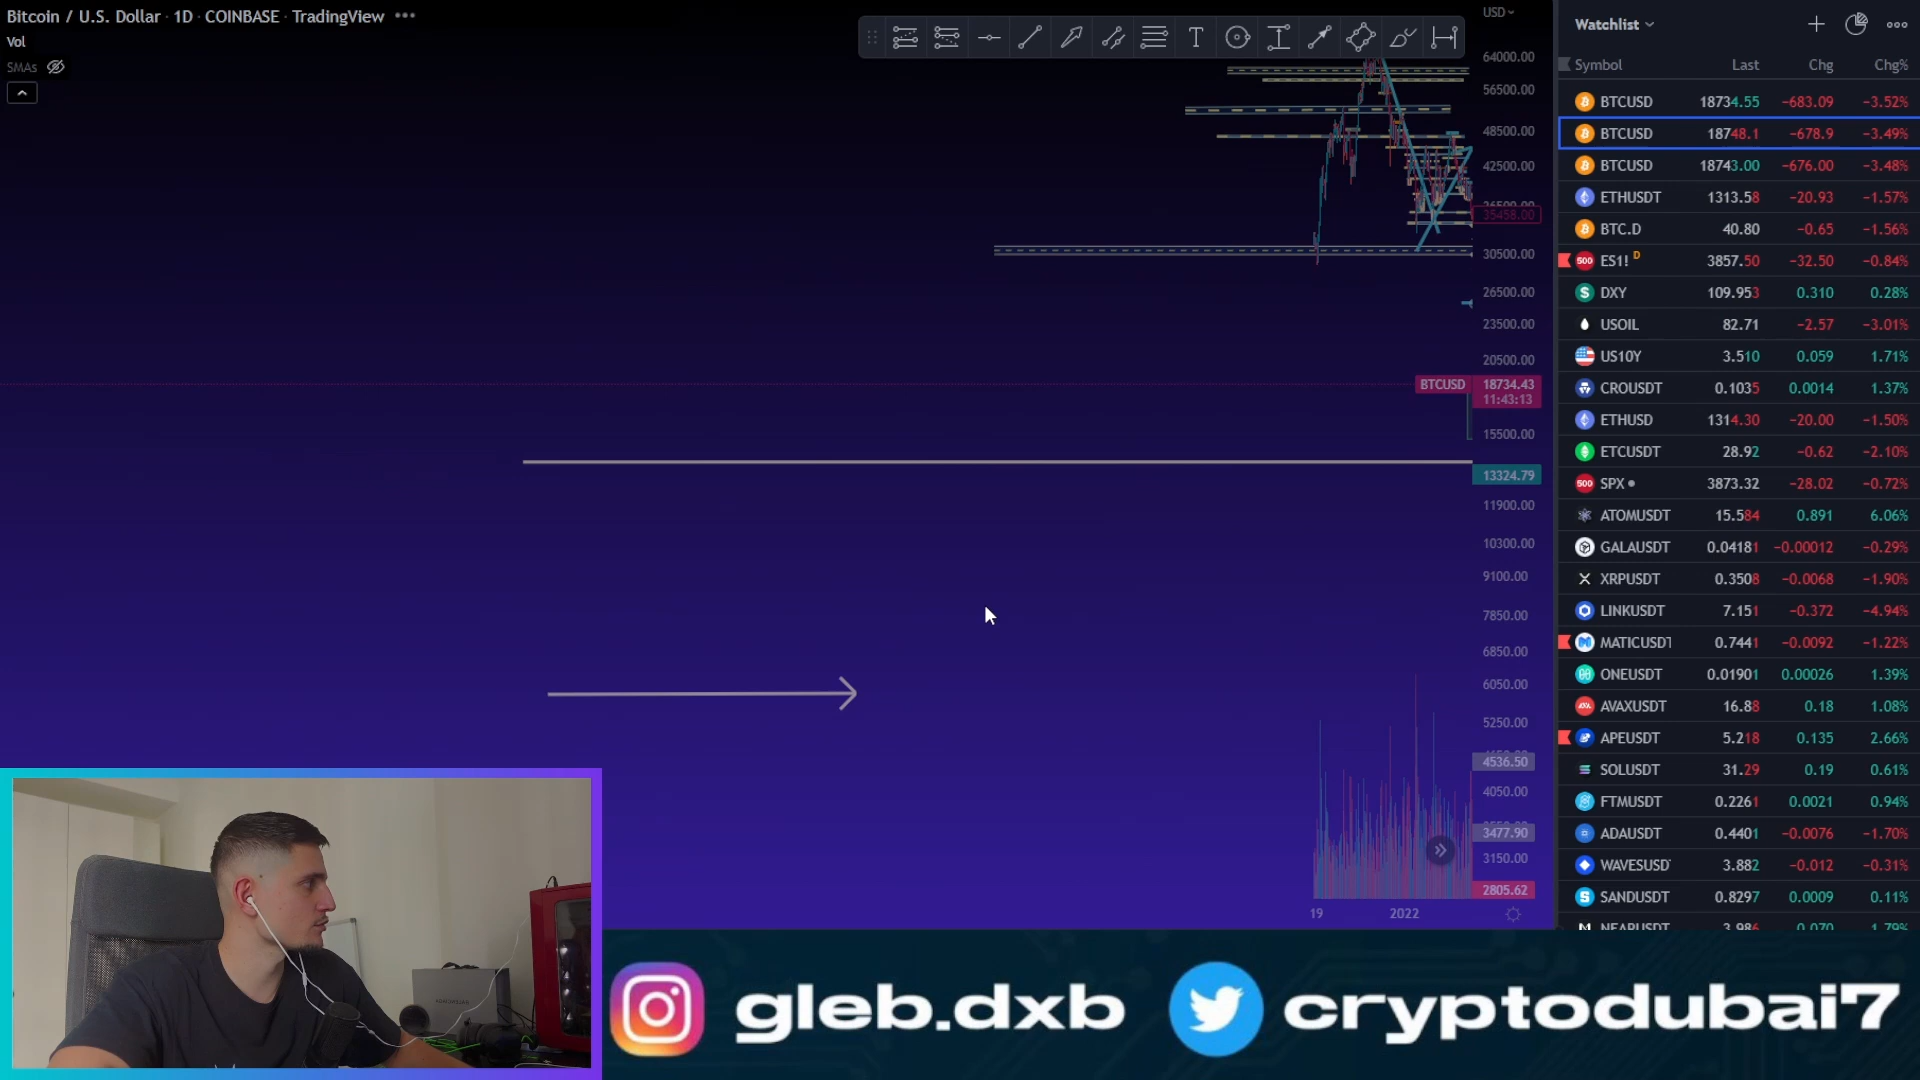 Bitcoin / U.S. Dollar · 1D · COINBASE · TradingView
Vol
SMAs
USD
64000.00
56500.00
48500.00
42500.00
36500.00
35458.00
30500.00
26500.00
23500.00
20500.00
BTCUSD 18734.43
11:43:13
15500.00
13324.79
11900.00
10300.00
9100.00
7850.00
6850.00
6050.00
5250.00
4536.50
4050.00
3477.90
3150.00
2805.62
19 2022
Watchlist
Symbol Last Chg Chg%
BTCUSD 18734.55 −683.09 −3.52%
BTCUSD 18748.1 −678.9 −3.49%
BTCUSD 18743.00 −676.00 −3.48%
ETHUSDT 1313.58 −20.93 −1.57%
BTC.D 40.80 −0.65 −1.56%
500 ES1! D 3857.50 −32.50 −0.84%
DXY 109.953 0.310 0.28%
USOIL 82.71 −2.57 −3.01%
US10Y 3.510 0.059 1.71%
CROUSDT 0.1035 0.0014 1.37%
ETHUSD 1314.30 −20.00 −1.50%
ETCUSDT 28.92 −0.62 −2.10%
500 SPX 3873.32 −28.02 −0.72%
ATOMUSDT 15.584 0.891 6.06%
GALAUSDT 0.04181 −0.00012 −0.29%
XRPUSDT 0.3508 −0.0068 −1.90%
LINKUSDT 7.151 −0.372 −4.94%
MATICUSDT 0.7441 −0.0092 −1.22%
ONEUSDT 0.01901 0.00026 1.39%
AVAXUSDT 16.88 0.18 1.08%
APEUSDT 5.218 0.135 2.66%
SOLUSDT 31.29 0.19 0.61%
FTMUSDT 0.2261 0.0021 0.94%
ADAUSDT 0.4401 −0.0076 −1.70%
WAVESUSD 3.882 −0.012 −0.31%
SANDUSDT 0.8297 0.0009 0.11%
NEARUSDT 3.986 0.070 1.79%
gleb.dxb cryptodubai7